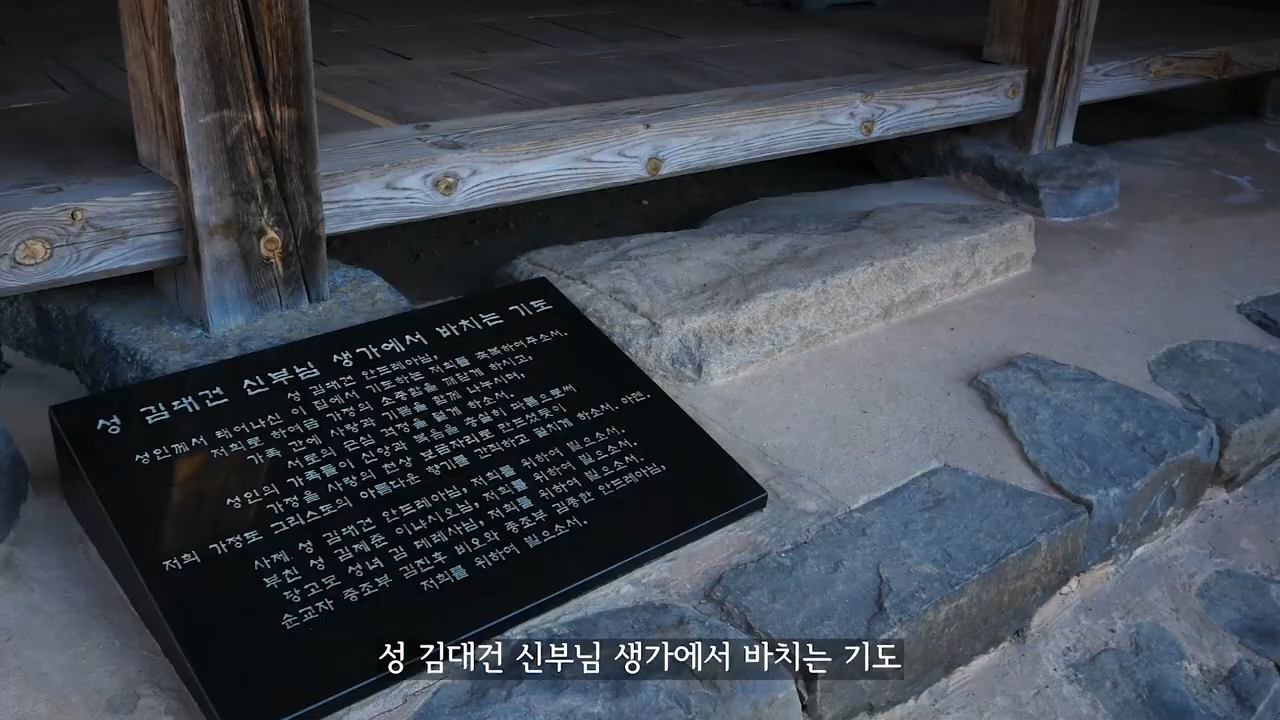 성 김대건 신부님 생가에서 바치는 기도
성 김대건 안드레아님,
성인께서 태어나신 이 집에서 기도하는 저희를 축복하여주소서.
저희로 하여금 가정의 소중함을 깨닫게 하시고,
가족 간에 사랑과 기쁨을 함께 나누시며,
서로의 근심 걱정을 덜게 하소서.
성인의 가족들이 신앙과 복음을 충실히 따름으로써
가정을 사랑의 천상 보금자리로 만드셨듯이
저희 가정도 그리스도의 아름다운 향기를 간직하고 펼치게 하소서. 아멘.
사제 성 김대건 안드레아님, 저희를 위하여 빌으소서.
부친 성 김제준 이냐시오님, 저희를 위하여 빌으소서.
당고모 성녀 김 데레사님, 저희를 위하여 빌으소서.
순교자 증조부 김진후 비오와 종조부 김종한 안드레아님,
저희를 위하여 빌으소서.
성 김대건 신부님 생가에서 바치는 기도